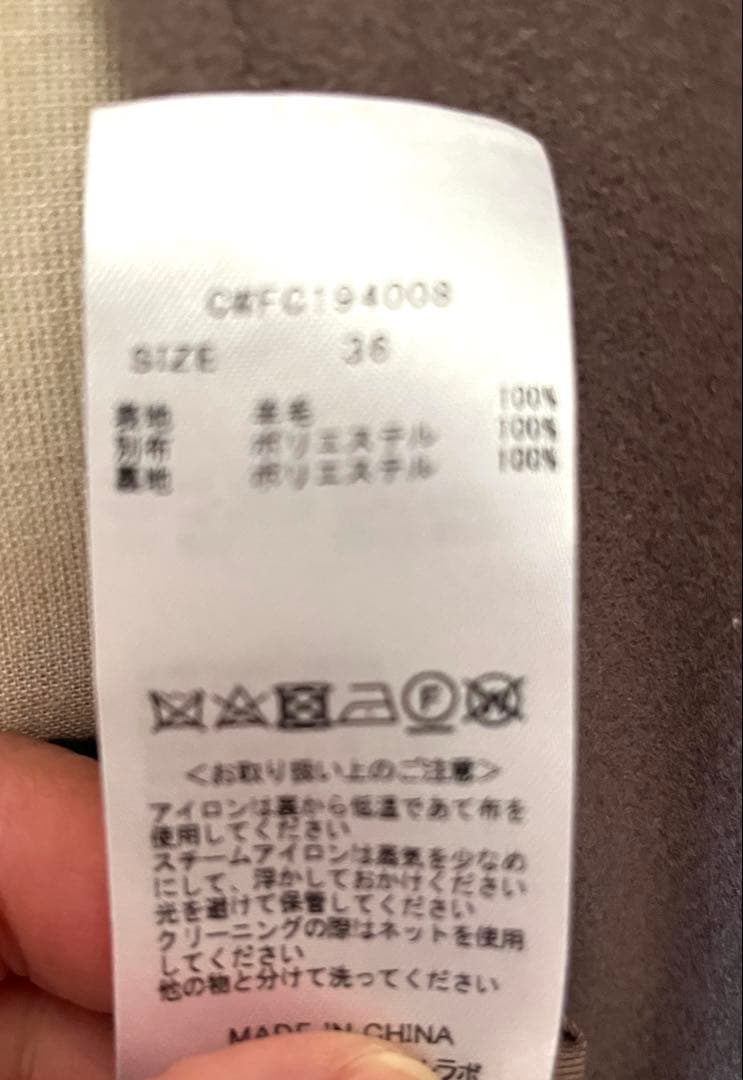 C#FC194008
SIZE 36
表地 羊毛 100%
別布 ポリエステル 100%
裏地 ポリエステル 100%
F W
<お取り扱い上のご注意>
アイロンは裏から低温であて布を
使用してください
スチームアイロンは蒸気を少なめ
にして、浮かしておかけください
光を避けて保管してください
クリーニングの際はネットを使用
してください
他の物と分けて洗ってください
MADE IN CHINA
トラボ